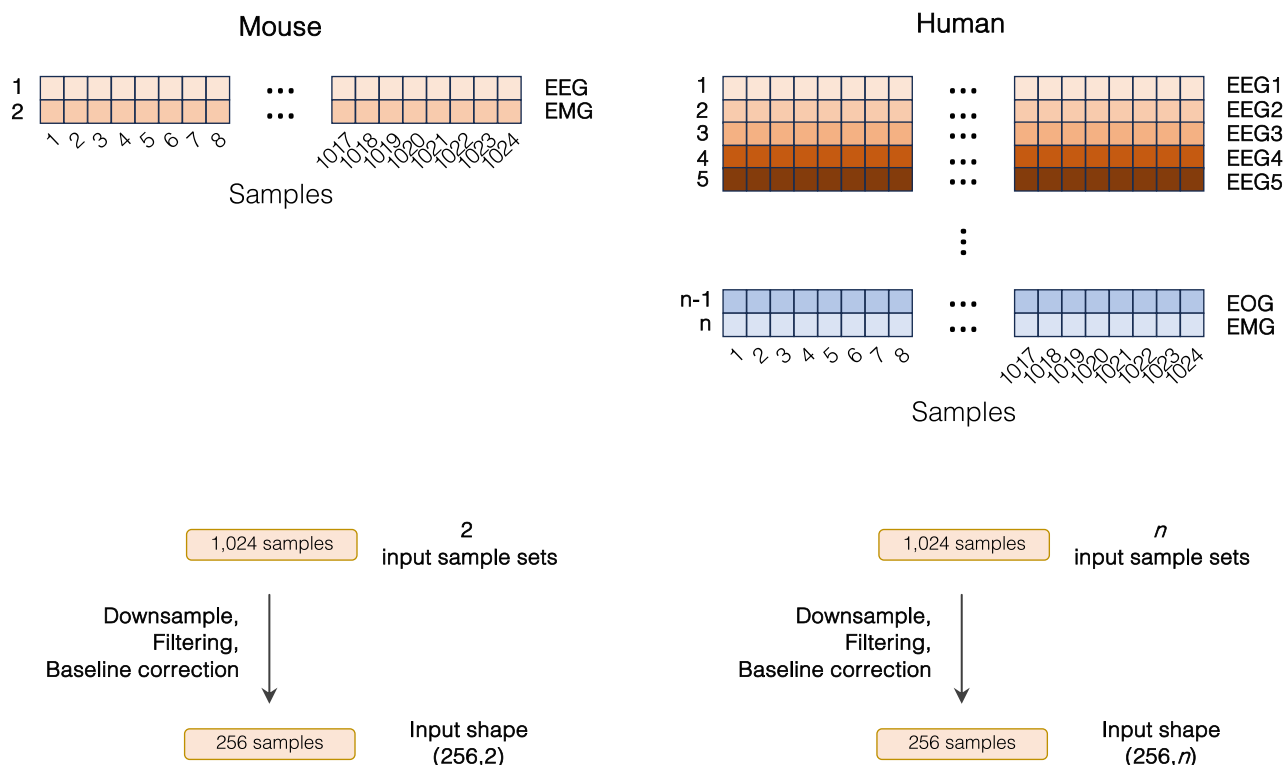 Mouse
1 ... EEG
2 ... EMG
1 2 3 4 5 6 7 8 1017 1018 1019 1020 1021 1022 1023 1024
Samples
Human
1 ... EEG1
2 ... EEG2
3 ... EEG3
4 ... EEG4
5 ... EEG5
⋮
n-1 ... EOG
n ... EMG
1 2 3 4 5 6 7 8 1017 1018 1019 1020 1021 1022 1023 1024
Samples
1,024 samples
2
input sample sets
Downsample,
Filtering,
Baseline correction
256 samples
Input shape
(256,2)
1,024 samples
n
input sample sets
Downsample,
Filtering,
Baseline correction
256 samples
Input shape
(256,n)